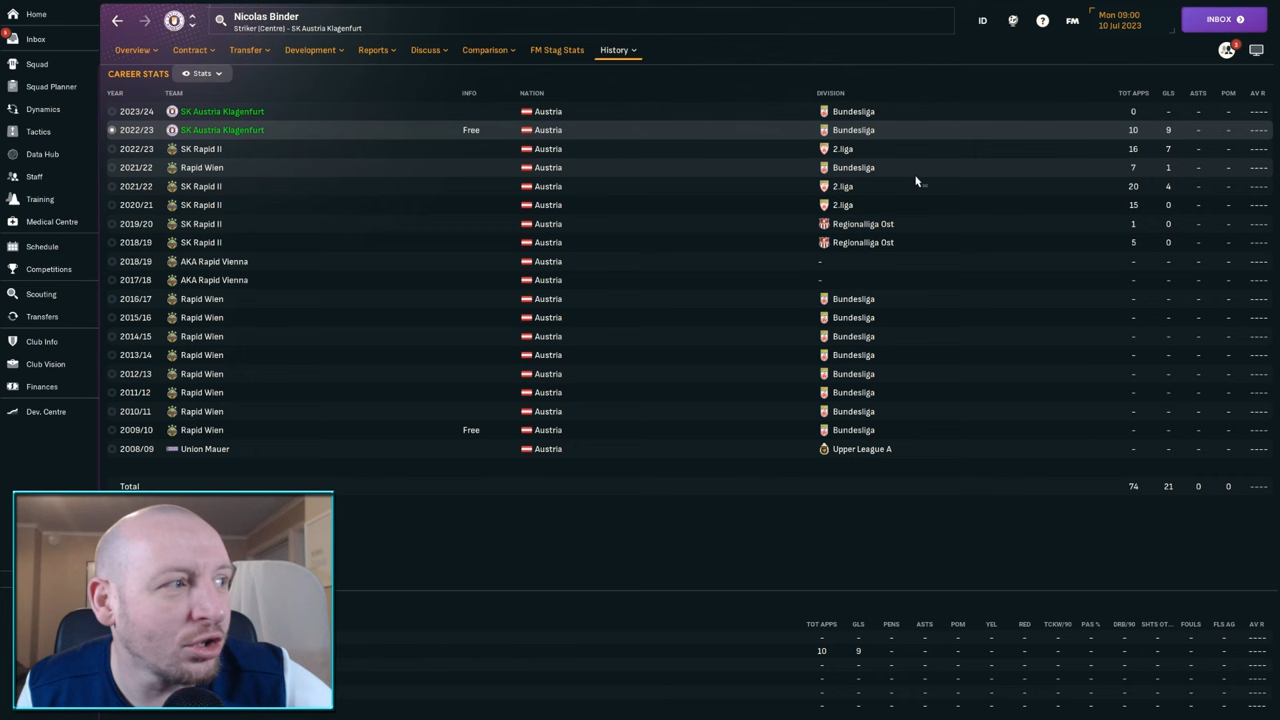 Home
5
Inbox
Squad
Squad Planner
Dynamics
Tactics
Data Hub
Staff
Training
Medical Centre
Schedule
Competitions
Scouting
Transfers
Club Info
Club Vision
Finances
Dev. Centre
Nicolas Binder
Striker (Centre) - SK Austria Klagenfurt
ID
?
FM
Mon 09:00
10 Jul 2023
INBOX
Overview Contract Transfer Development Reports Discuss Comparison FM Stag Stats History
3
CAREER STATS Stats
YEAR TEAM INFO NATION DIVISION TOT APPS GLS ASTS POM AV R
2023/24 SK Austria Klagenfurt Austria Bundesliga 0 - - - ----
2022/23 SK Austria Klagenfurt Free Austria Bundesliga 10 9 - - ----
2022/23 SK Rapid II Austria 2.liga 16 7 - - ----
2021/22 Rapid Wien Austria Bundesliga 7 1 - - ----
2021/22 SK Rapid II Austria 2.liga 20 4 - - ----
2020/21 SK Rapid II Austria 2.liga 15 0 - - ----
2019/20 SK Rapid II Austria Regionalliga Ost 1 0 - - ----
2018/19 SK Rapid II Austria Regionalliga Ost 5 0 - - ----
2018/19 AKA Rapid Vienna Austria - - - - - ----
2017/18 AKA Rapid Vienna Austria - - - - - ----
2016/17 Rapid Wien Austria Bundesliga - - - - ----
2015/16 Rapid Wien Austria Bundesliga - - - - ----
2014/15 Rapid Wien Austria Bundesliga - - - - ----
2013/14 Rapid Wien Austria Bundesliga - - - - ----
2012/13 Rapid Wien Austria Bundesliga - - - - ----
2011/12 Rapid Wien Austria Bundesliga - - - - ----
2010/11 Rapid Wien Austria Bundesliga - - - - ----
2009/10 Rapid Wien Free Austria Bundesliga - - - - ----
2008/09 Union Mauer Austria Upper League A - - - - ----
Total 74 21 0 0 ----
TOT APPS GLS PENS ASTS POM YEL RED TCKW/90 PAS % DRB/90 SHTS OT... FOULS FLS AG AV R
- - - - - - - - - - - - - ----
10 9 - - - - - - - - - - - ----
- - - - - - - - - - - - - ----
- - - - - - - - - - - - - ----
- - - - - - - - - - - - - ----